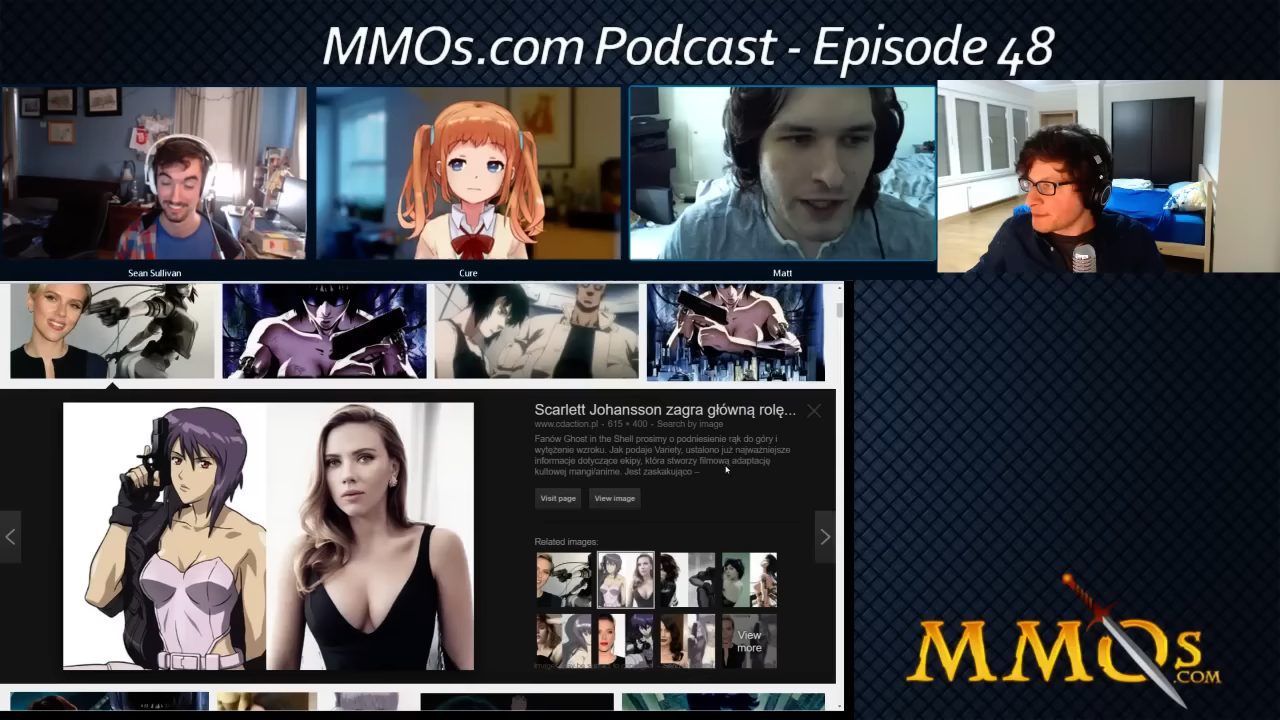 MMOs.com Podcast - Episode 48
Sean Sullivan
Cure
Matt
Scarlett Johansson zagra główną rolę...
www.cdaction.pl - 615 × 400 - Search by image
Fanów Ghost in the Shell prosimy o podniesienie rąk do góry i
wytężenie wzroku. Jak podaje Variety, ustalono już najważniejsze
informacje dotyczące ekipy, która stworzy filmową adaptację
kultowej mangi/anime. Jest zaskakująco –
Visit page
View image
Related images:
View
more
MMOs
.COM